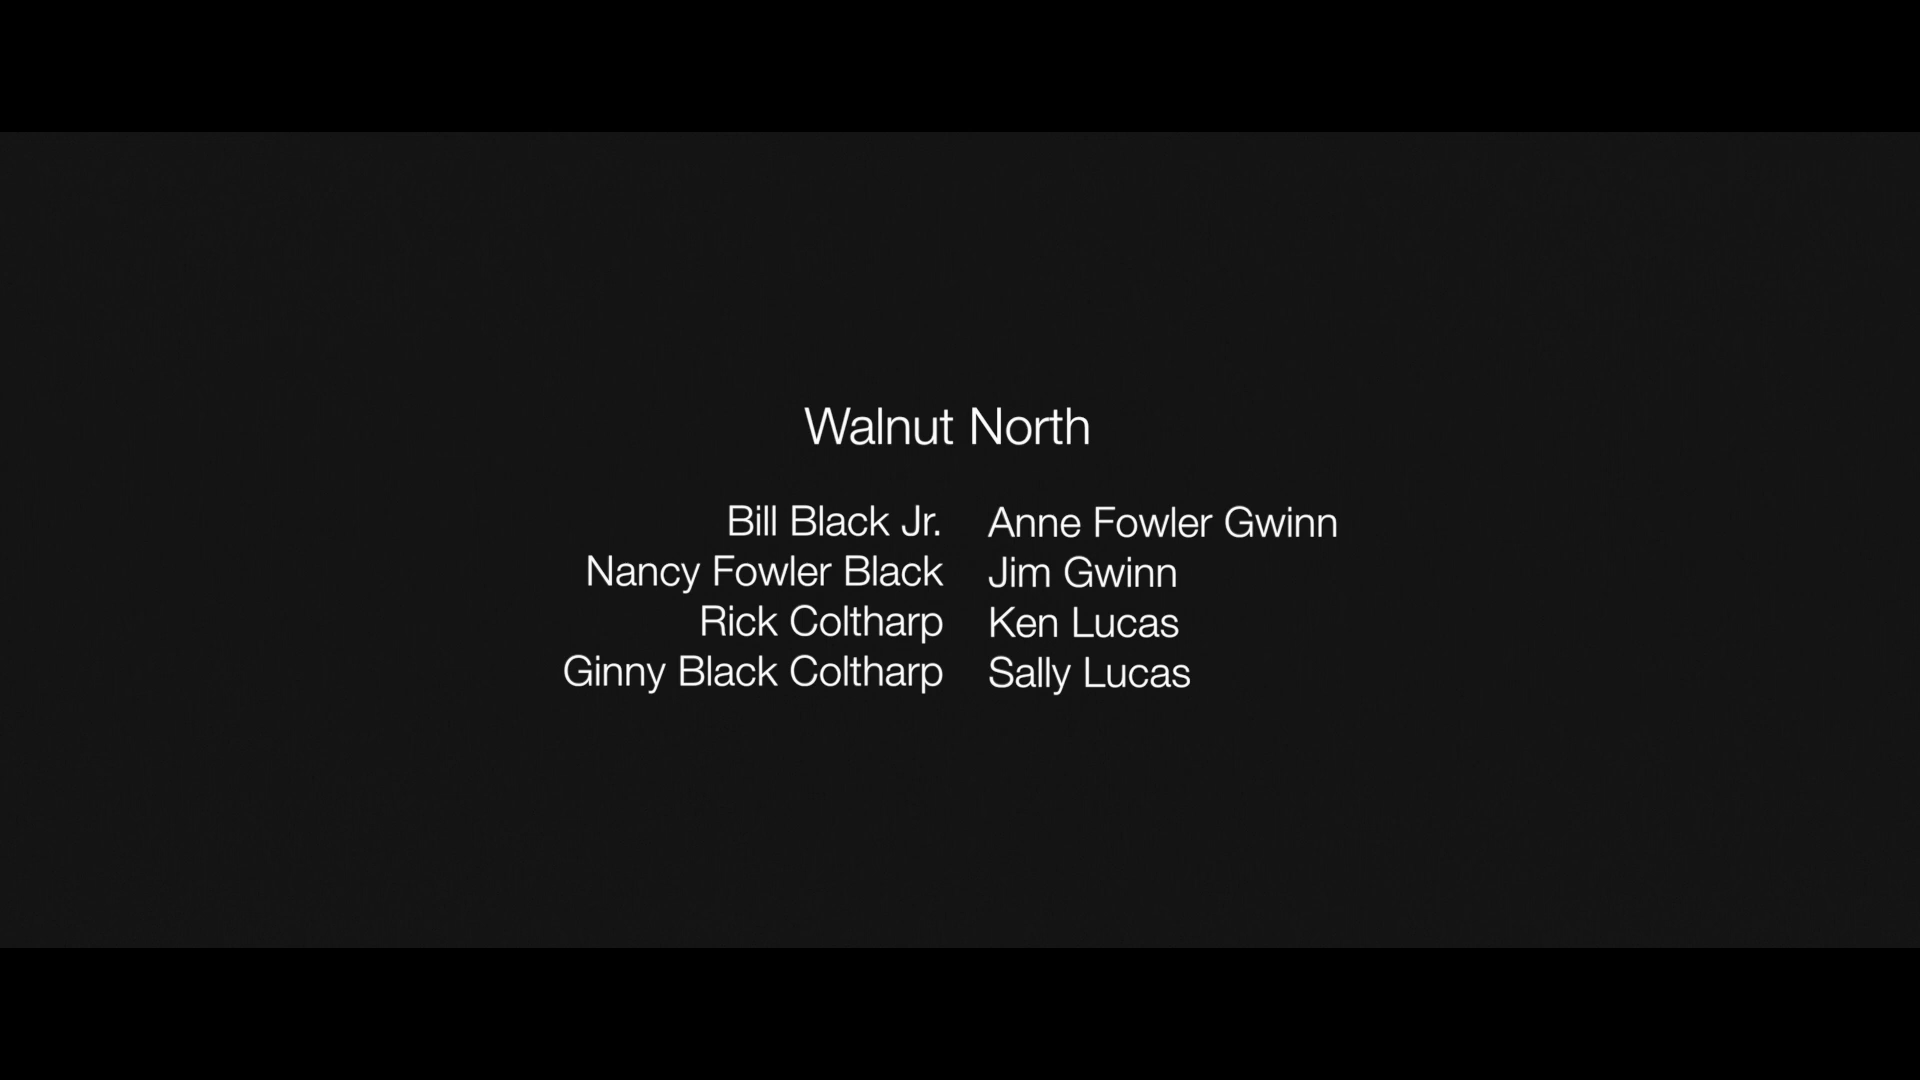 Walnut North
Bill Black Jr.
Nancy Fowler Black
Rick Coltharp
Ginny Black Coltharp
Anne Fowler Gwinn
Jim Gwinn
Ken Lucas
Sally Lucas